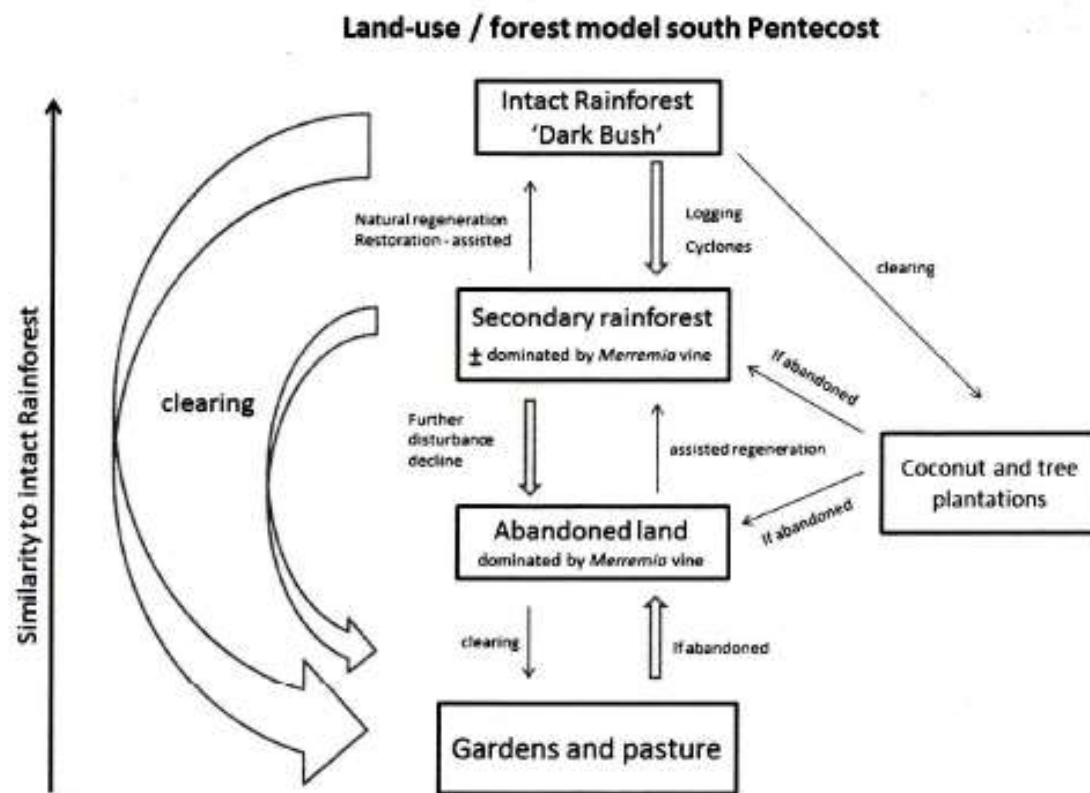 Land-use / forest model south Pentecost
Similarity to intact Rainforest
Intact Rainforest
'Dark Bush'
Natural regeneration
Restoration - assisted
Logging
Cyclones
clearing
Secondary rainforest
± dominated by Merremia vine
clearing
If abandoned
Further
disturbance
decline
assisted regeneration
Coconut and tree
plantations
If abandoned
Abandoned land
dominated by Merremia vine
clearing
If abandoned
Gardens and pasture